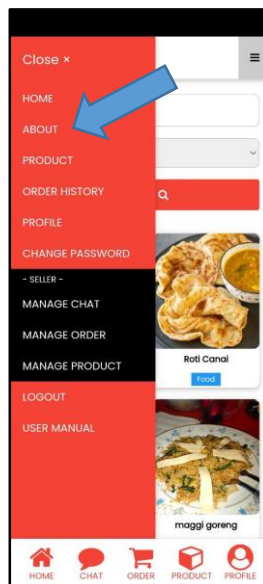 Close ×
HOME
ABOUT
PRODUCT
ORDER HISTORY
PROFILE
CHANGE PASSWORD
- SELLER -
MANAGE CHAT
MANAGE ORDER
MANAGE PRODUCT
LOGOUT
USER MANUAL
Roti Canai
Food
maggi goreng
HOME CHAT ORDER PRODUCT PROFILE